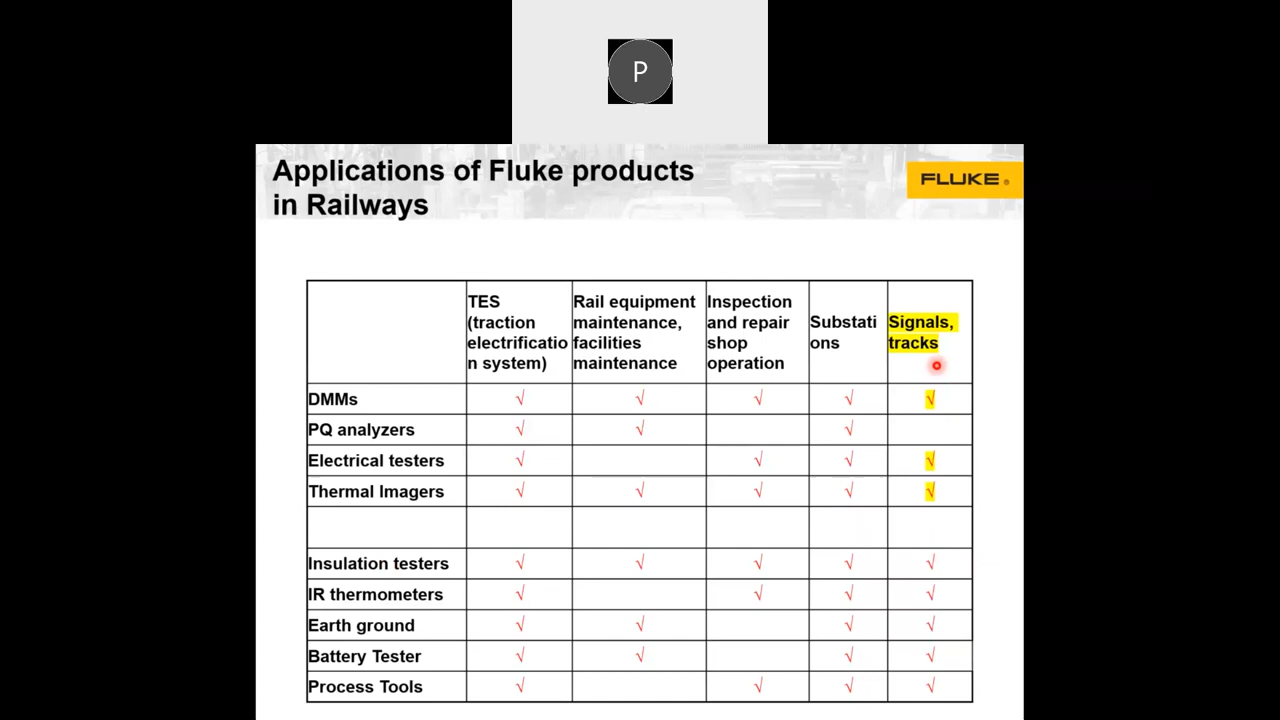 P
Applications of Fluke products
in Railways
FLUKE ®
TES
(traction
electrificatio
n system)
Rail equipment
maintenance,
facilities
maintenance
Inspection
and repair
shop
operation
Substati
ons
Signals,
tracks
DMMs √ √ √ √ √
PQ analyzers √ √ √
Electrical testers √ √ √ √
Thermal Imagers √ √ √ √ √
Insulation testers √ √ √ √ √
IR thermometers √ √ √ √
Earth ground √ √ √ √
Battery Tester √ √ √ √
Process Tools √ √ √ √